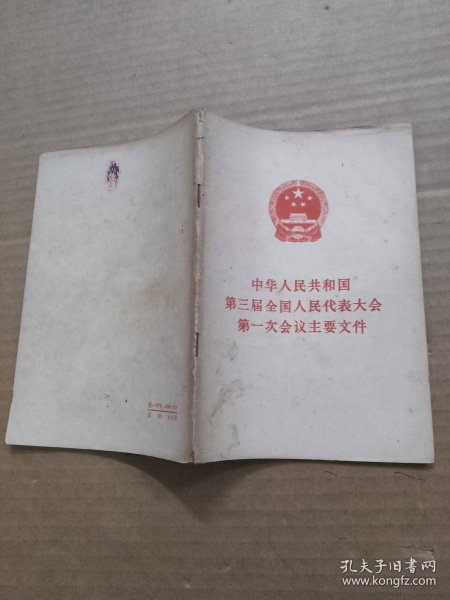 中华人民共和国
第三届全国人民代表大会
第一次会议主要文件
孔夫子旧书网
www.kongfz.com